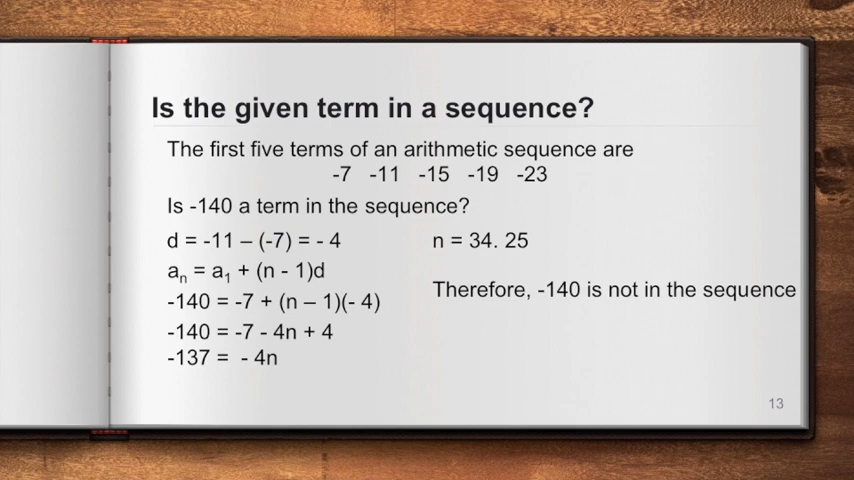 Is the given term in a sequence?
The first five terms of an arithmetic sequence are
-7 -11 -15 -19 -23
Is -140 a term in the sequence?
d = -11 – (-7) = - 4
aₙ = a₁ + (n - 1)d
-140 = -7 + (n – 1)(- 4)
-140 = -7 - 4n + 4
-137 = - 4n
n = 34. 25
Therefore, -140 is not in the sequence
13